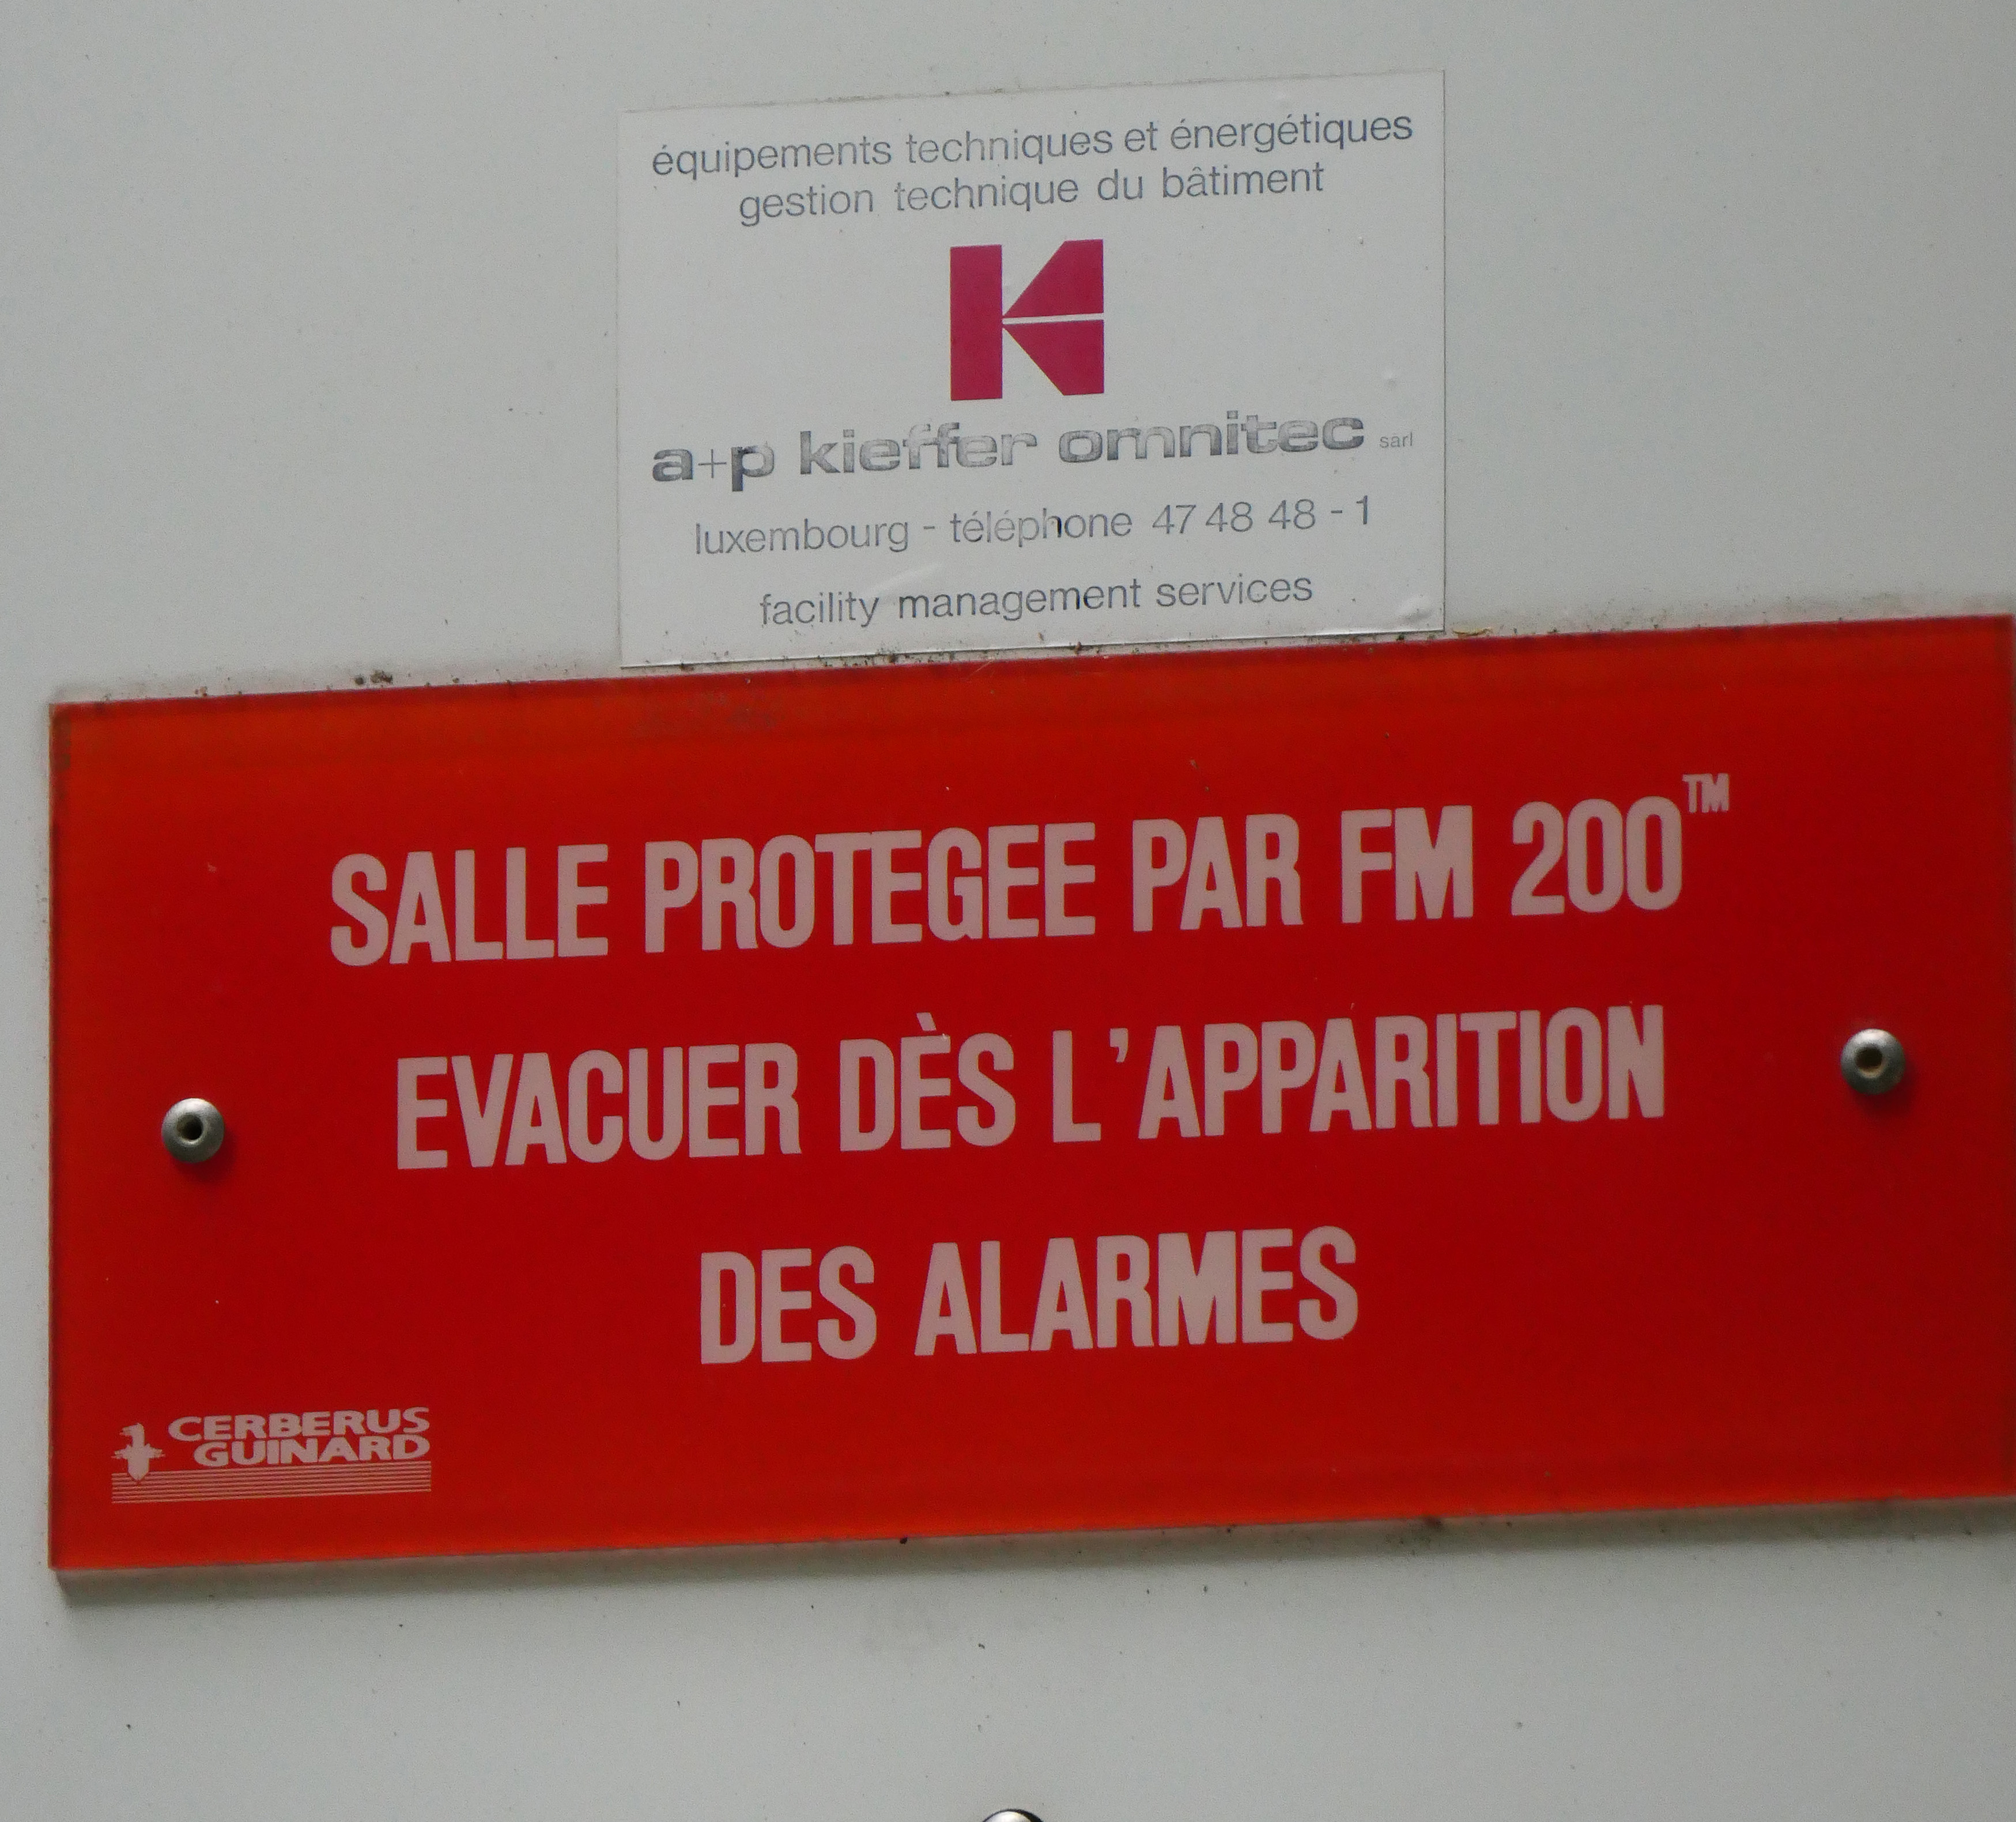 équipements techniques et énergétiques
gestion technique du bâtiment
a+p kieffer omnitec sàrl
luxembourg - téléphone 47 48 48 - 1
facility management services
SALLE PROTEGEE PAR FM 200™
EVACUER DÈS L'APPARITION
DES ALARMES
CERBERUS
GUINARD